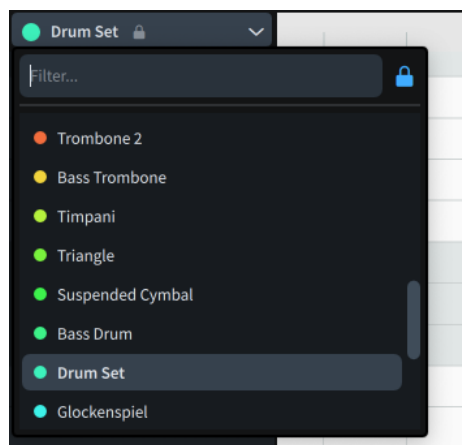 Drum Set
Filter...
Trombone 2
Bass Trombone
Timpani
Triangle
Suspended Cymbal
Bass Drum
Drum Set
Glockenspiel